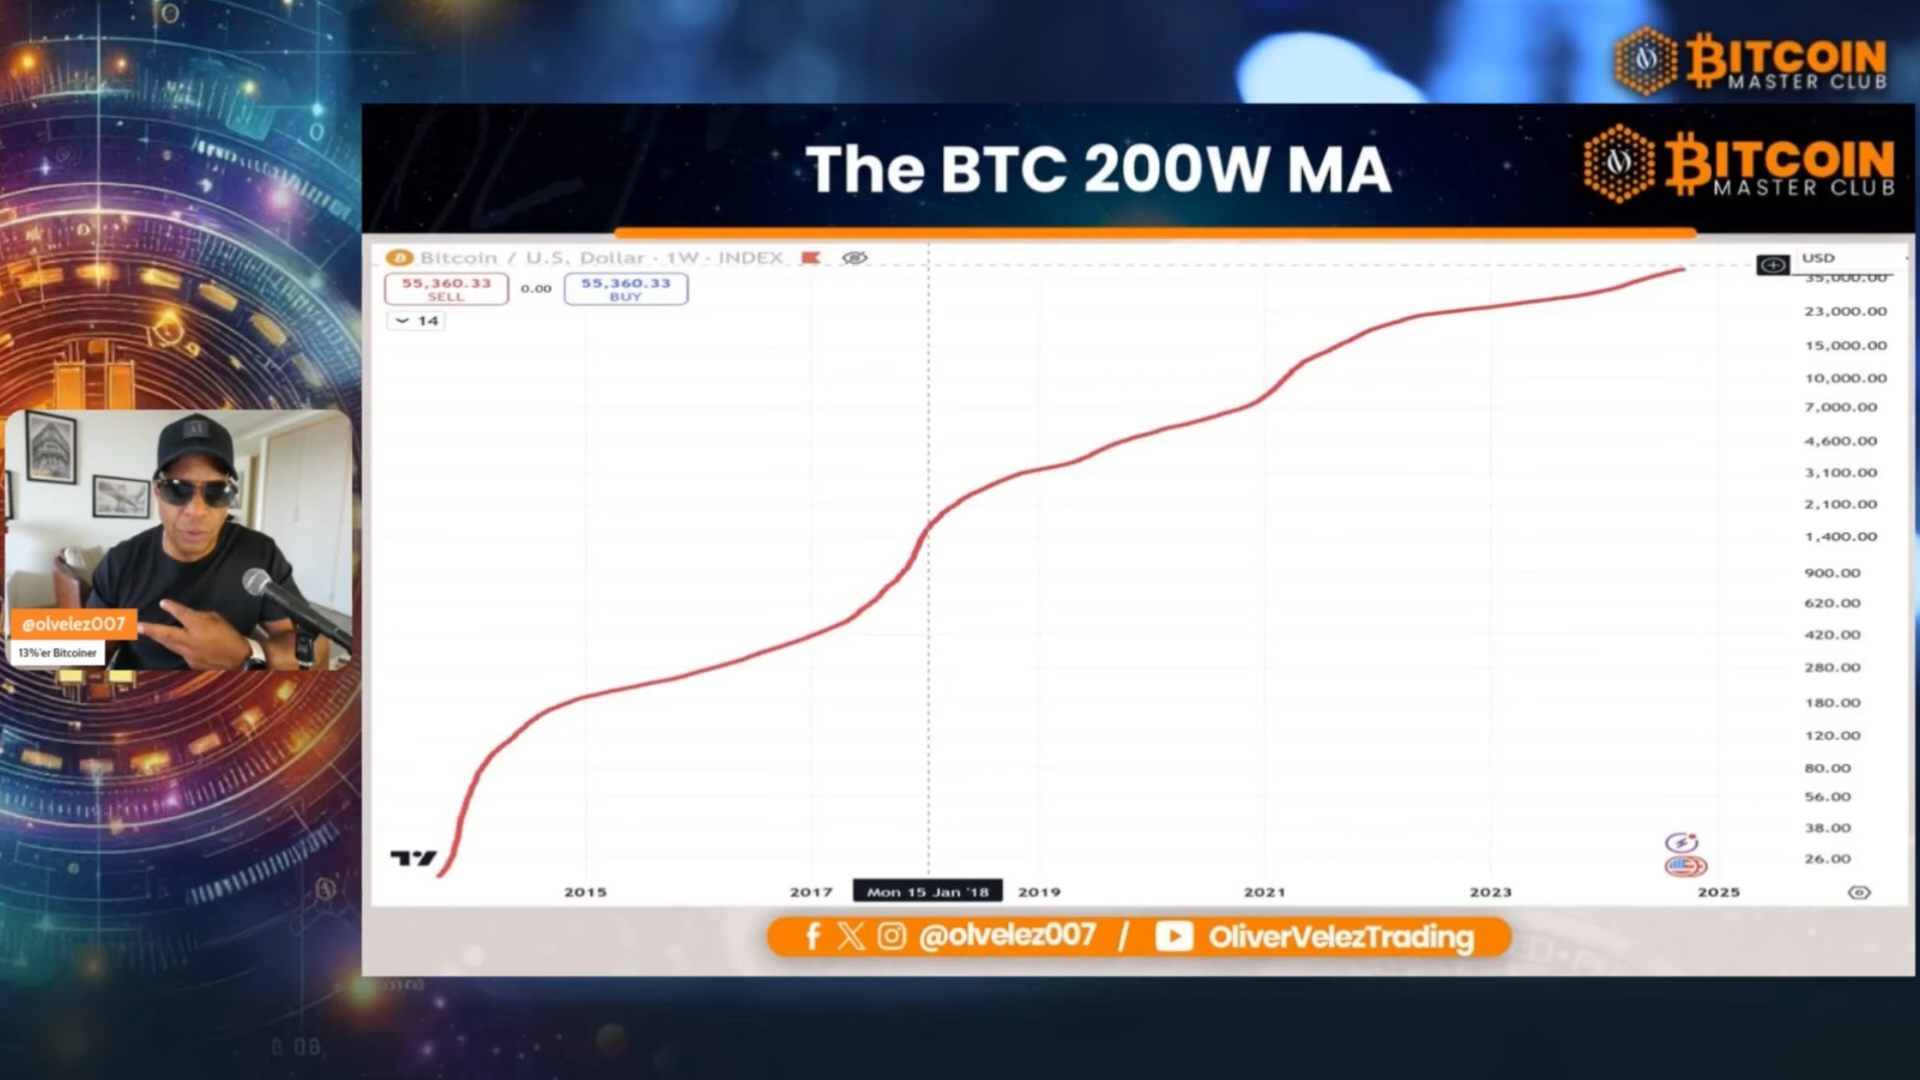 BITCOIN
MASTER CLUB
The BTC 200W MA
BITCOIN
MASTER CLUB
Bitcoin / U.S. Dollar · 1W · INDEX
USD
55,360.33
SELL
0.00
55,360.33
BUY
14
35,000.00
23,000.00
15,000.00
10,000.00
7,000.00
4,600.00
3,100.00
2,100.00
1,400.00
900.00
620.00
420.00
280.00
180.00
120.00
80.00
56.00
38.00
26.00
@olvelez007
13%'er Bitcoiner
2015
2017
Mon 15 Jan '18
2019
2021
2023
2025
@olvelez007 / OliverVelezTrading